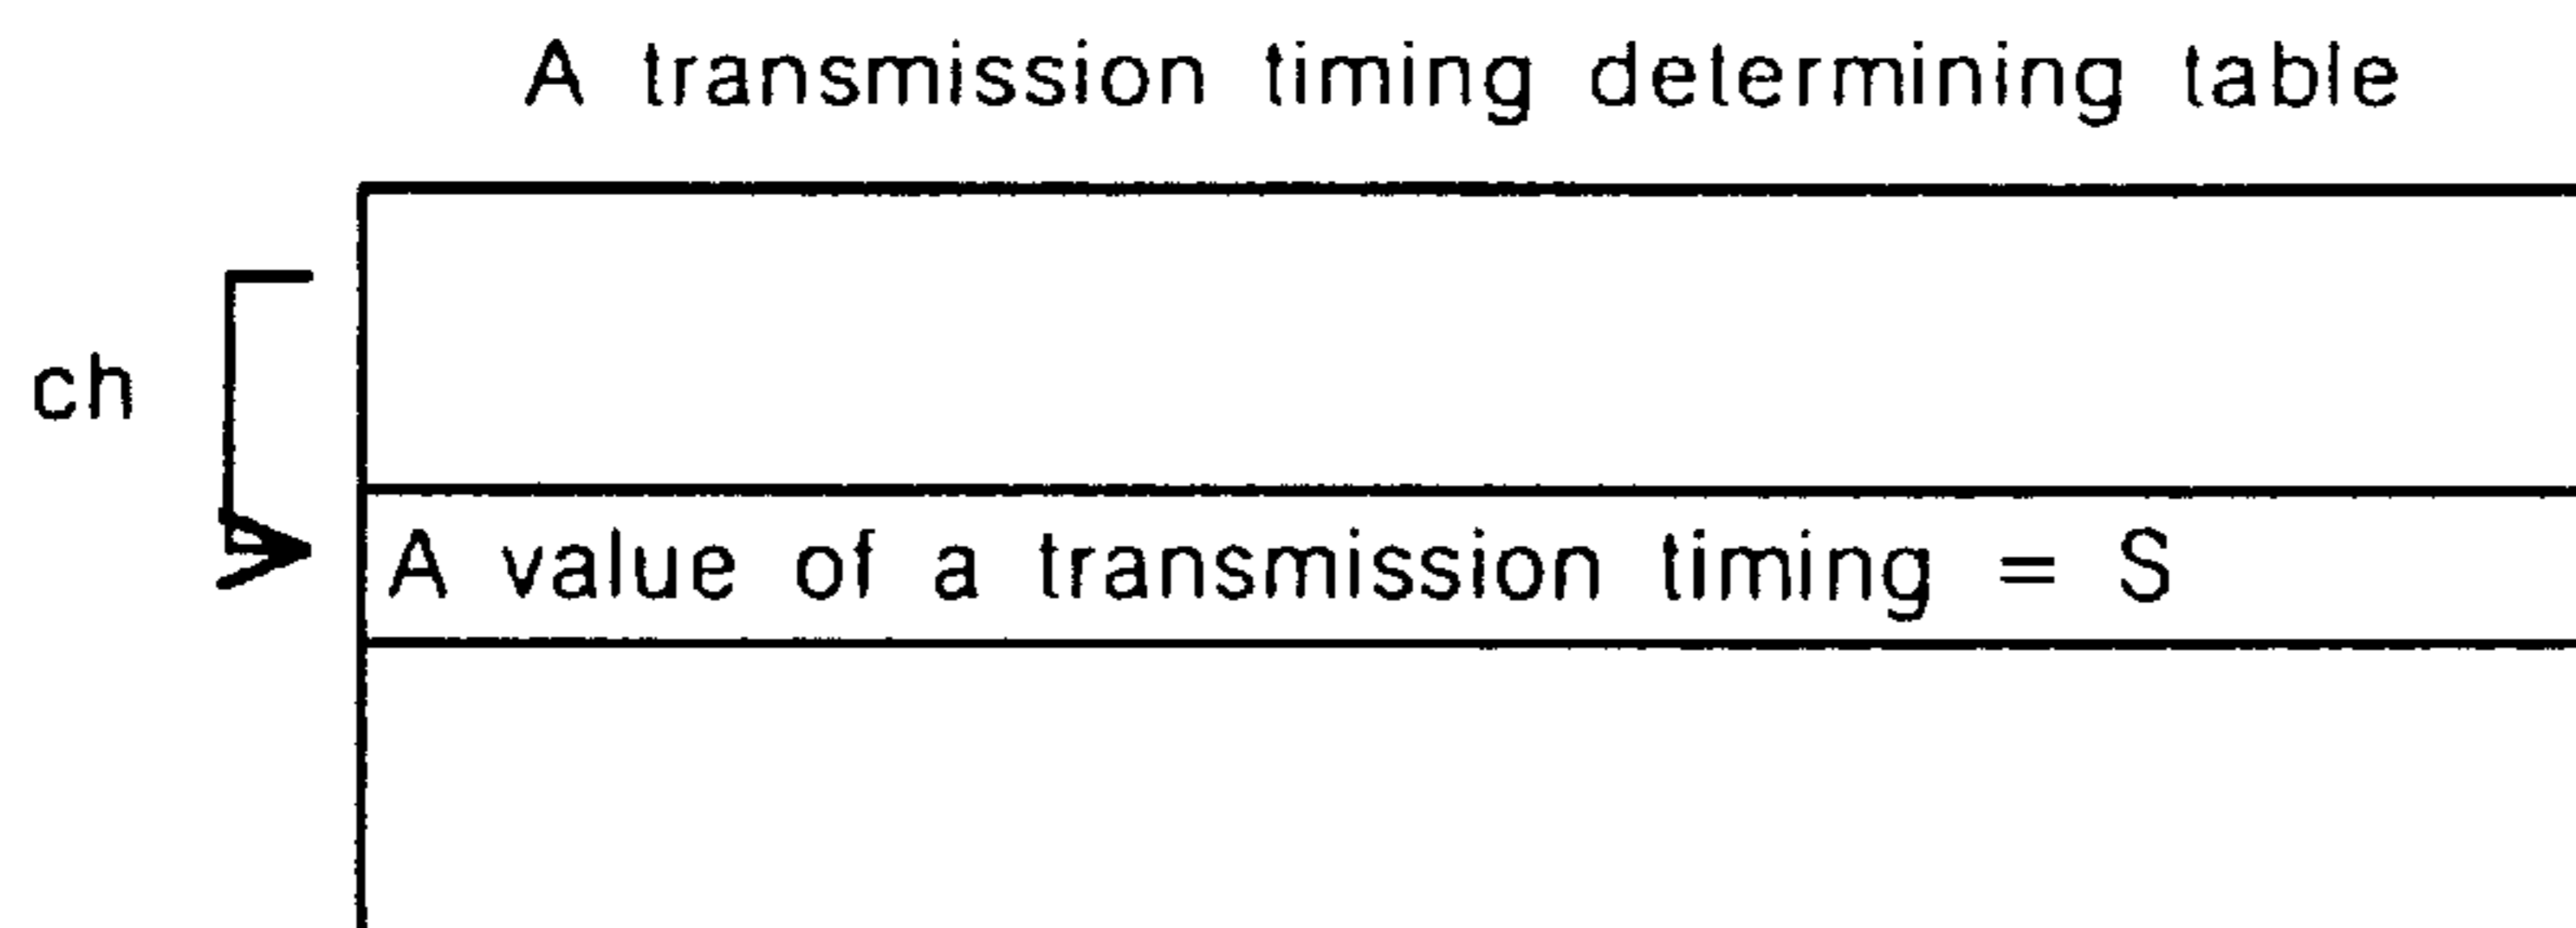 A transmission timing determining table
ch
A value of a transmission timing = S